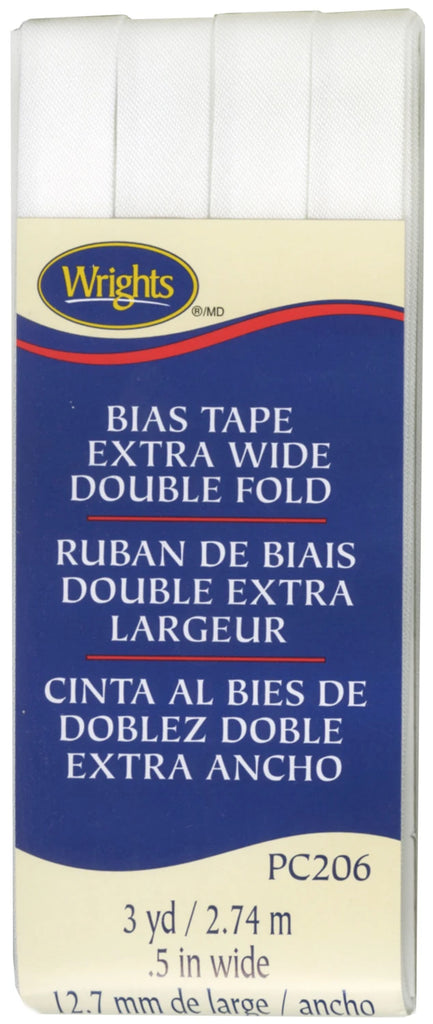 Wrights
®/MD
BIAS TAPE
EXTRA WIDE
DOUBLE FOLD
RUBAN DE BIAIS
DOUBLE EXTRA
LARGEUR
CINTA AL BIES DE
DOBLEZ DOBLE
EXTRA ANCHO
PC206
3 yd / 2.74 m
.5 in wide
12.7 mm de large / ancho